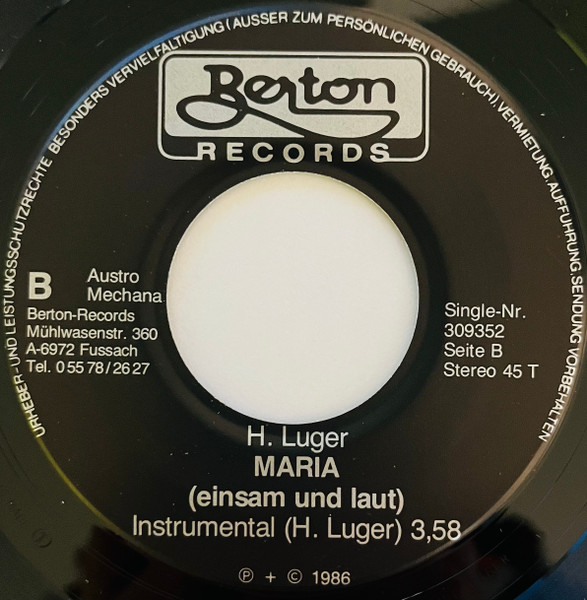 URHEBER- UND LEISTUNGSSCHUTZRECHTE BESONDERS VERVIELFÄLTIGUNG (AUSSER ZUM PERSÖNLICHEN GEBRAUCH), VERMIETUNG, AUFFÜHRUNG, SENDUNG VORBEHALTEN
Berton
RECORDS
B
Austro
Mechana
Berton-Records
Mühlwasenstr. 360
A-6972 Fussach
Tel. 0 55 78 / 26 27
Single-Nr.
309352
Seite B
Stereo 45 T
H. Luger
MARIA
(einsam und laut)
Instrumental (H. Luger) 3,58
℗ + © 1986